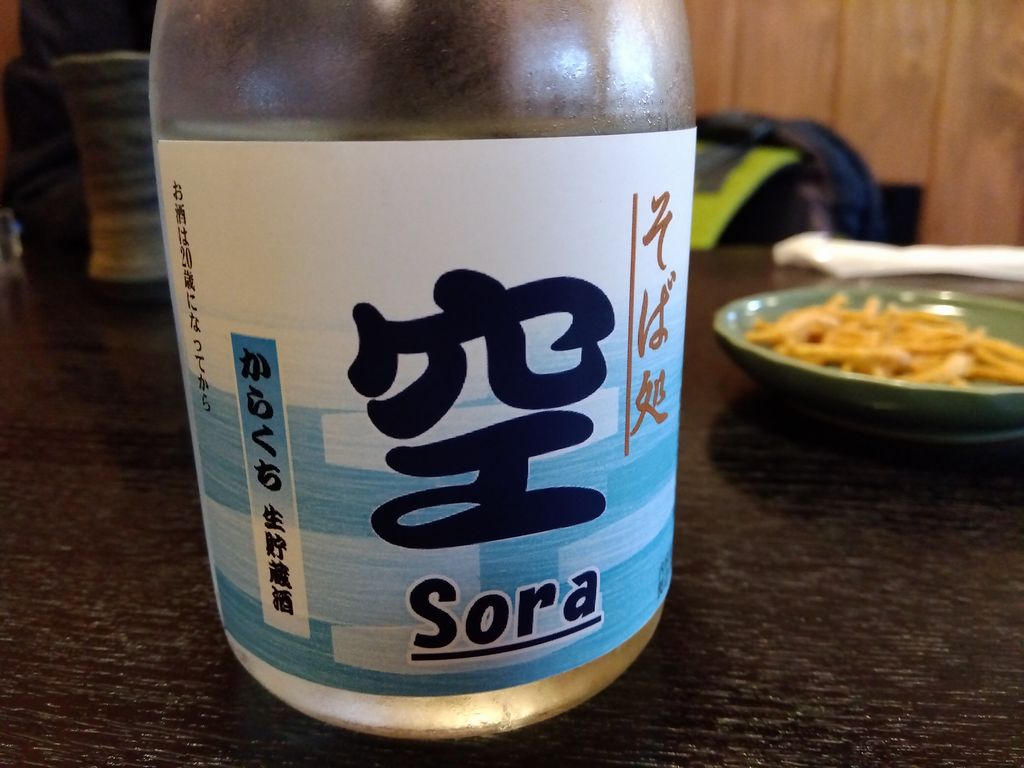 そば処
空
Sora
からくち 生貯蔵酒
お酒は20歳になってから